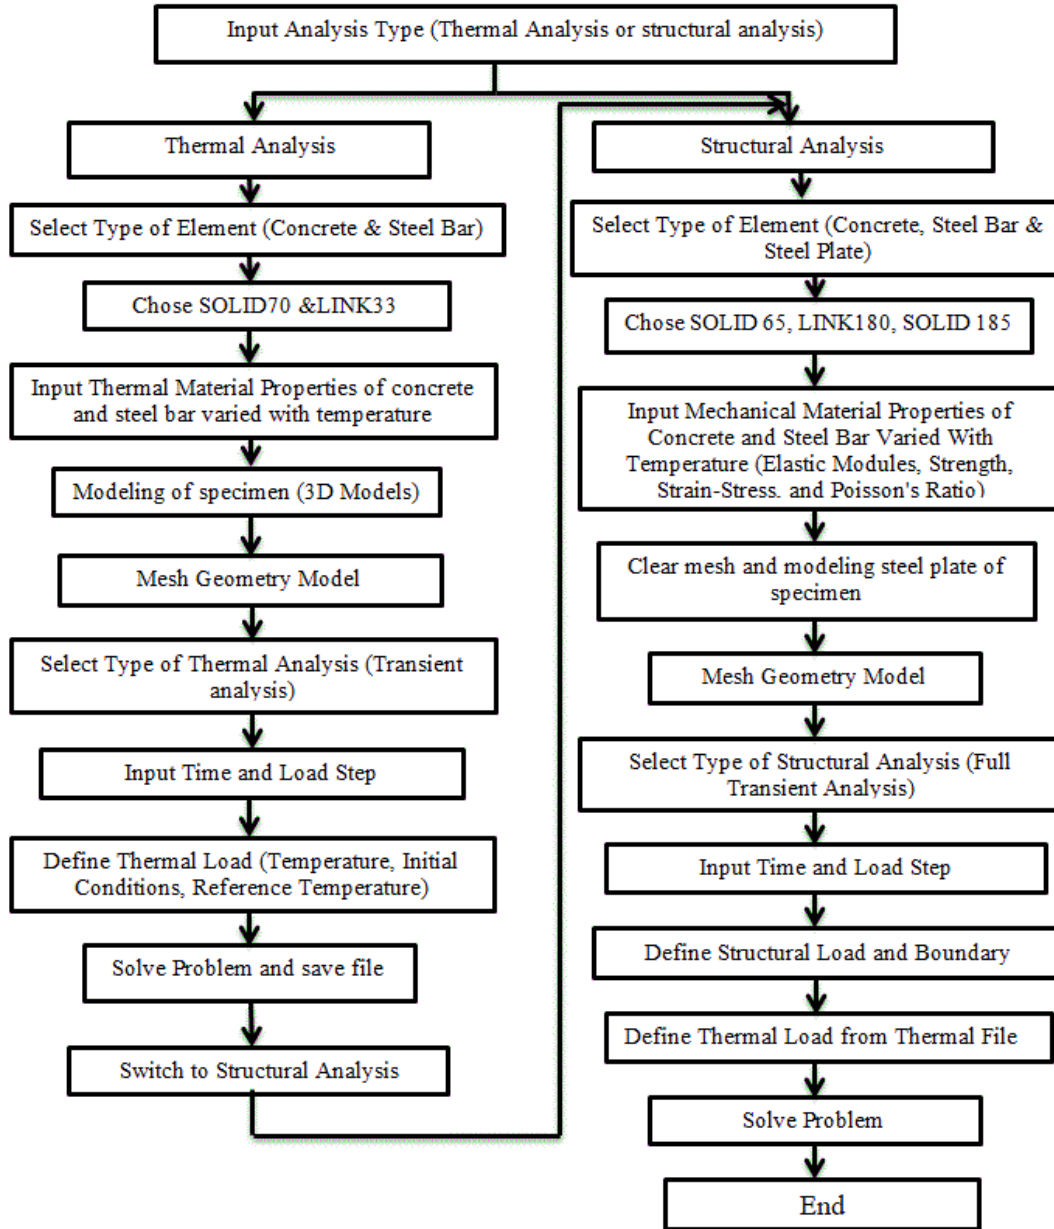 Input Analysis Type (Thermal Analysis or structural analysis)
Thermal Analysis
Select Type of Element (Concrete & Steel Bar)
Chose SOLID70 &LINK33
Input Thermal Material Properties of concrete
and steel bar varied with temperature
Modeling of specimen (3D Models)
Mesh Geometry Model
Select Type of Thermal Analysis (Transient
analysis)
Input Time and Load Step
Define Thermal Load (Temperature, Initial
Conditions, Reference Temperature)
Solve Problem and save file
Switch to Structural Analysis
Structural Analysis
Select Type of Element (Concrete, Steel Bar &
Steel Plate)
Chose SOLID 65, LINK180, SOLID 185
Input Mechanical Material Properties of
Concrete and Steel Bar Varied With
Temperature (Elastic Modules, Strength,
Strain-Stress. and Poisson's Ratio)
Clear mesh and modeling steel plate of
specimen
Mesh Geometry Model
Select Type of Structural Analysis (Full
Transient Analysis)
Input Time and Load Step
Define Structural Load and Boundary
Define Thermal Load from Thermal File
Solve Problem
End